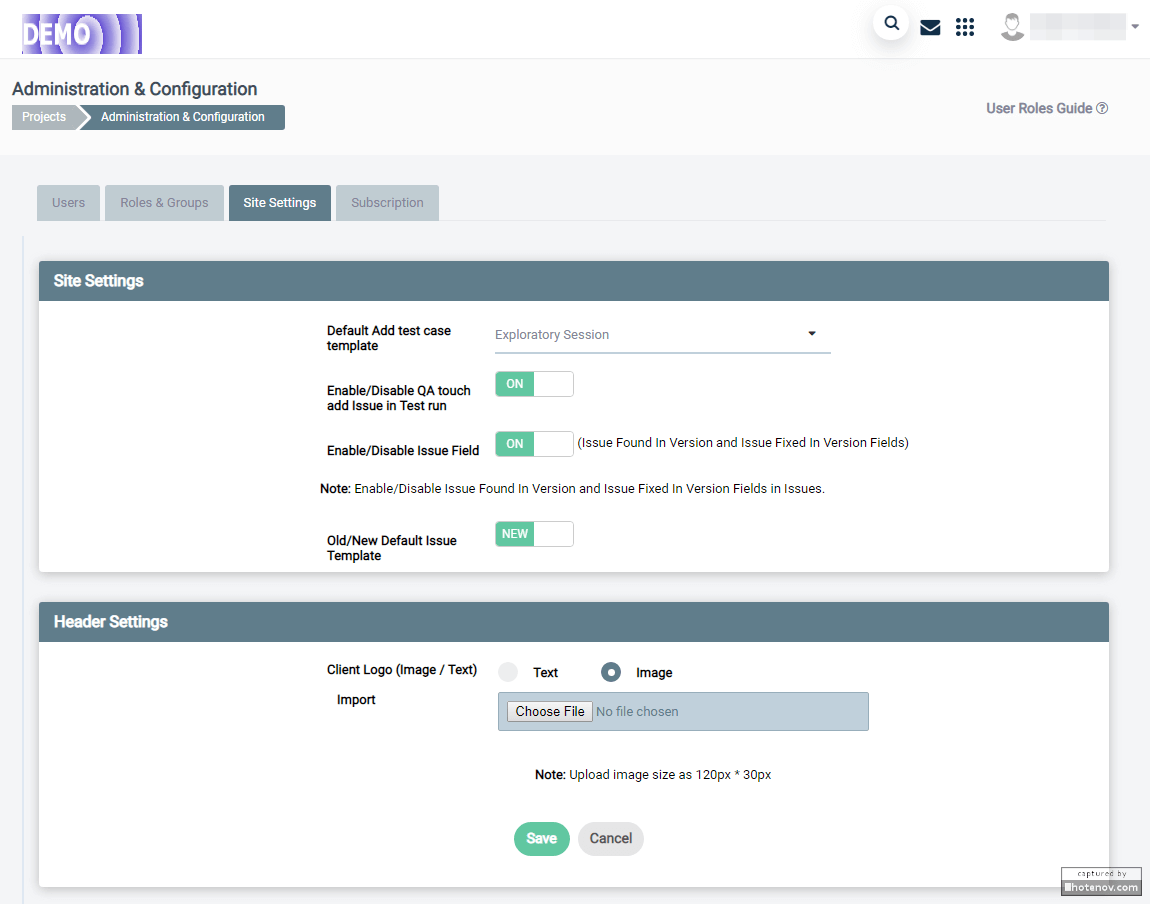 DEMO
Administration & Configuration
Projects
Administration & Configuration
User Roles Guide
Users
Roles & Groups
Site Settings
Subscription
Site Settings
Default Add test case
template
Exploratory Session
Enable/Disable QA touch
add Issue in Test run
ON
Enable/Disable Issue Field
ON
(Issue Found In Version and Issue Fixed In Version Fields)
Note: Enable/Disable Issue Found In Version and Issue Fixed In Version Fields in Issues.
Old/New Default Issue
Template
NEW
Header Settings
Client Logo (Image / Text)
Text
Image
Import
Choose File
No file chosen
Note: Upload image size as 120px * 30px
Save
Cancel
captured by
hotenov.com